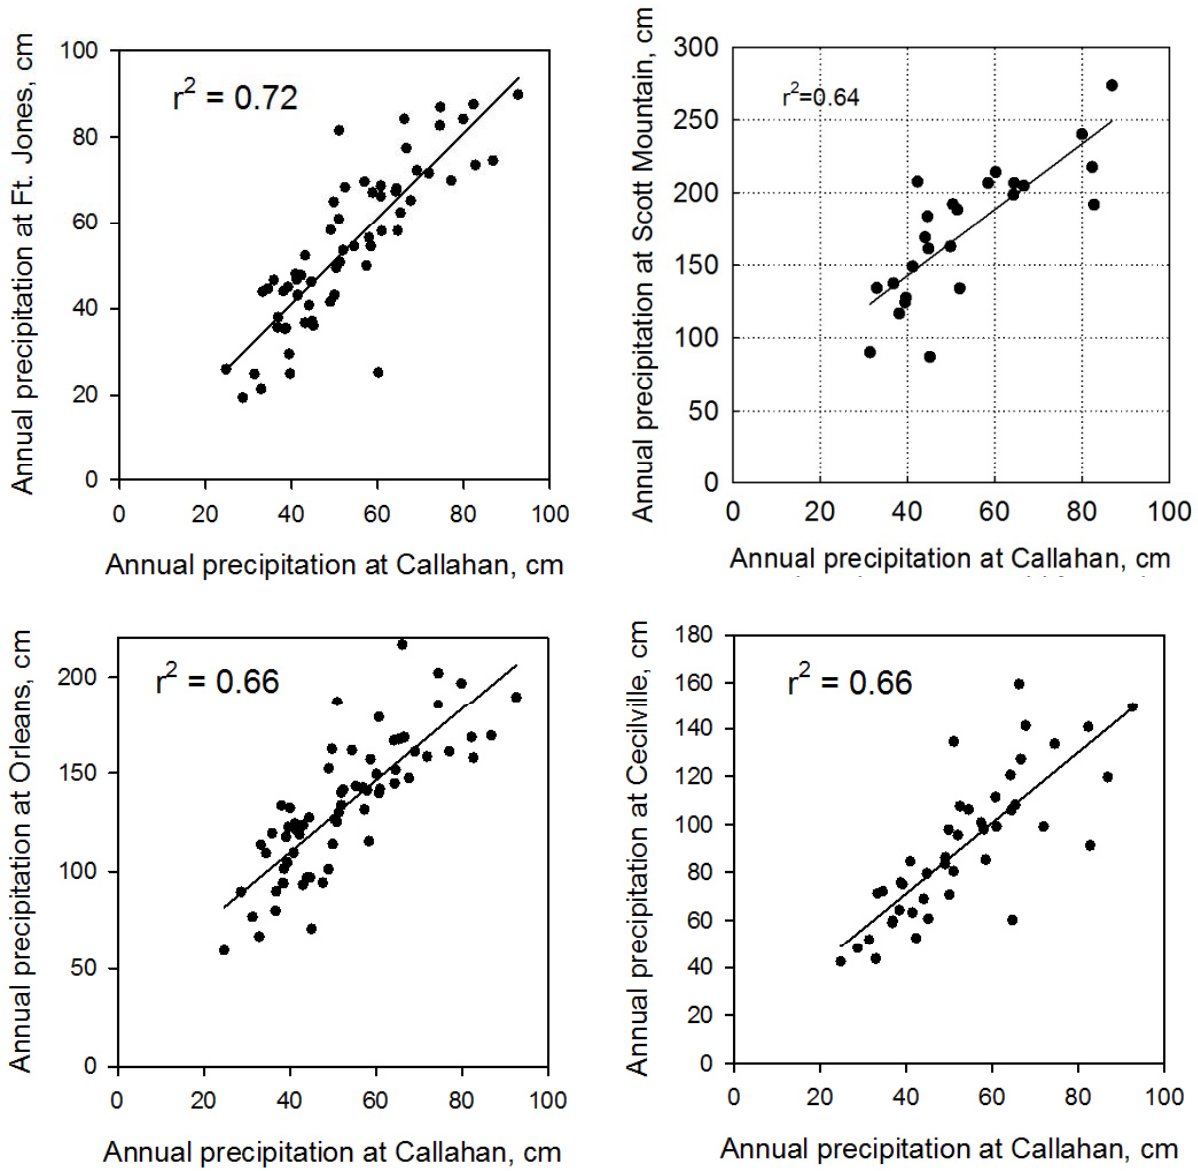 Annual precipitation at Ft. Jones, cm
100
80
60
40
20
0
r² = 0.72
0 20 40 60 80 100
Annual precipitation at Callahan, cm
Annual precipitation at Scott Mountain, cm
300
250
200
150
100
50
0
r²=0.64
0 20 40 60 80 100
Annual precipitation at Callahan, cm
Annual precipitation at Orleans, cm
200
150
100
50
0
r² = 0.66
0 20 40 60 80 100
Annual precipitation at Callahan, cm
Annual precipitation at Cecilville, cm
180
160
140
120
100
80
60
40
20
0
r² = 0.66
0 20 40 60 80 100
Annual precipitation at Callahan, cm